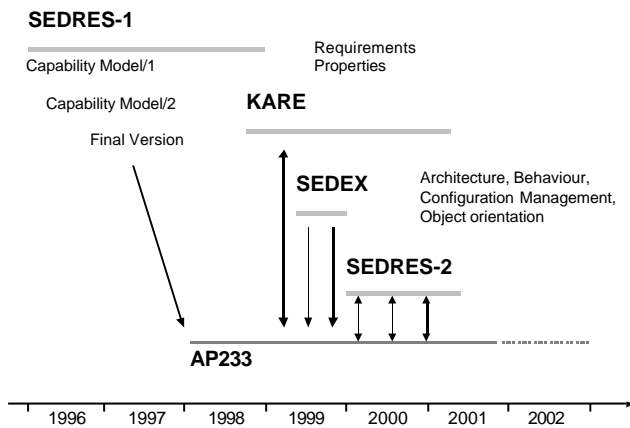 SEDRES-1
Requirements
Properties
Capability Model/1
Capability Model/2
KARE
Final Version
SEDEX
Architecture, Behaviour,
Configuration Management,
Object orientation
SEDRES-2
AP233
1996 1997 1998 1999 2000 2001 2002